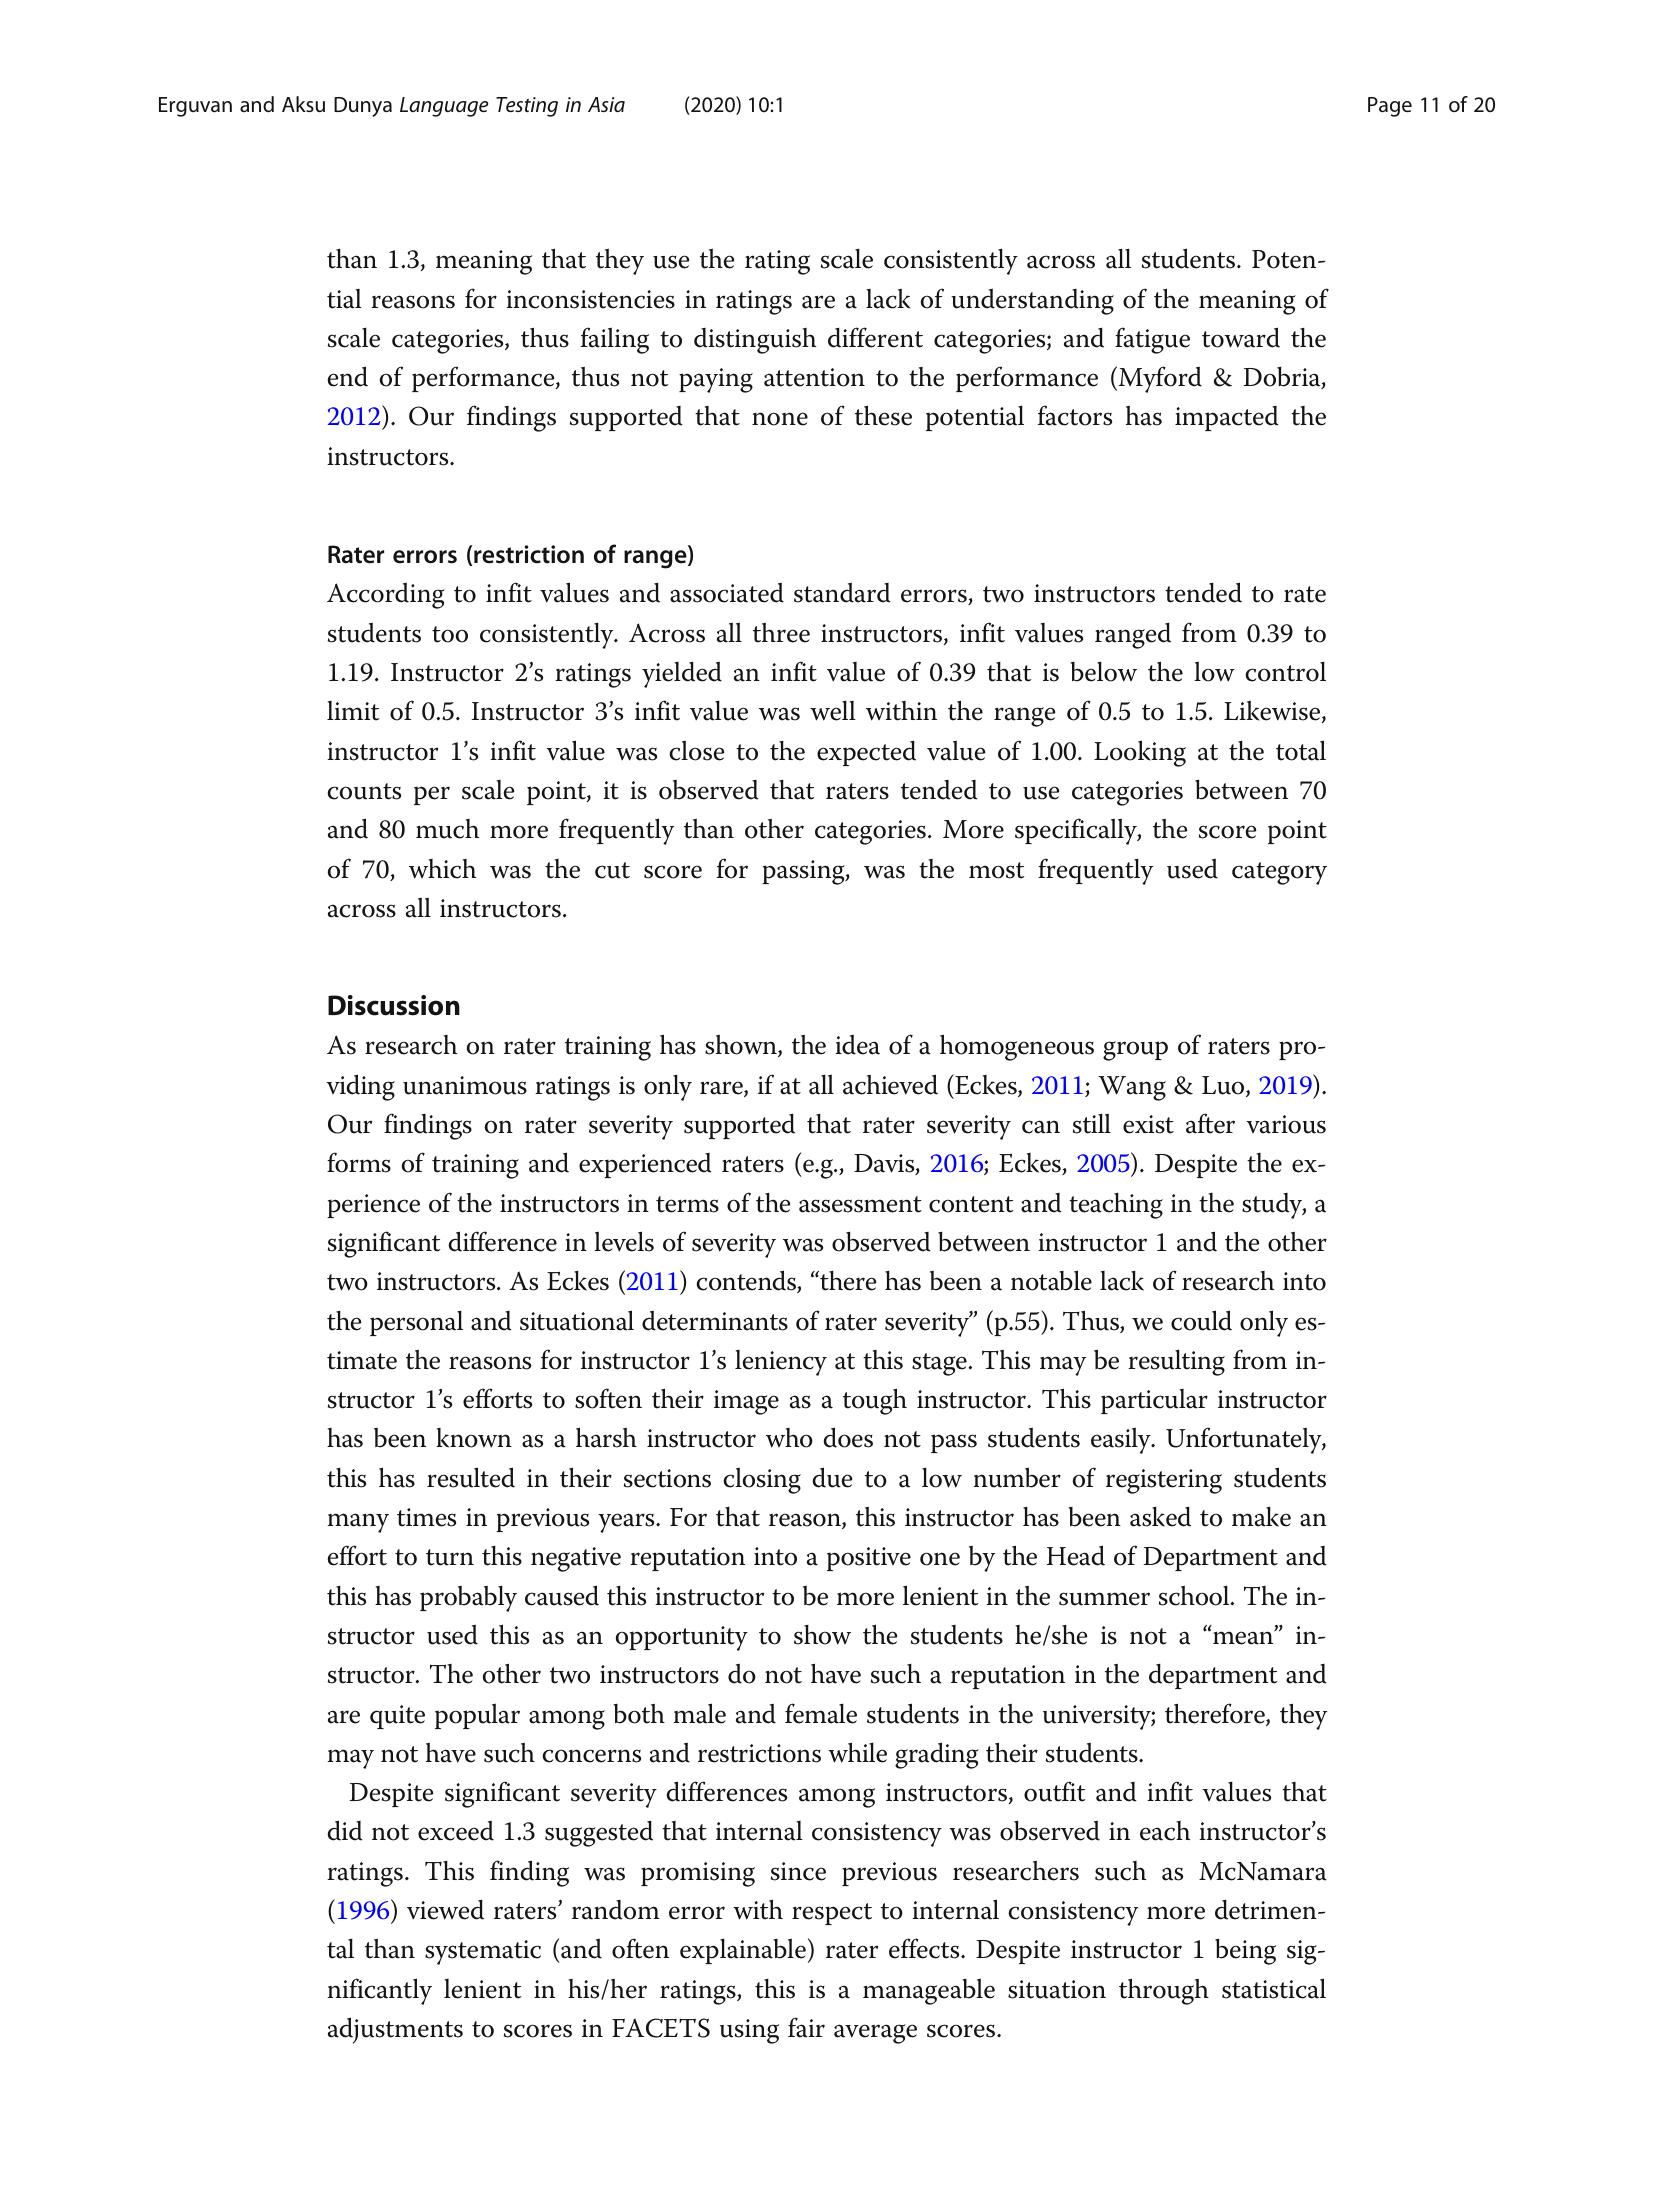 Erguvan and Aksu Dunya Language Testing in Asia (2020) 10:1 Page 11 of 20
than 1.3, meaning that they use the rating scale consistently across all students. Poten-
tial reasons for inconsistencies in ratings are a lack of understanding of the meaning of
scale categories, thus failing to distinguish different categories; and fatigue toward the
end of performance, thus not paying attention to the performance (Myford & Dobria,
2012). Our findings supported that none of these potential factors has impacted the
instructors.
Rater errors (restriction of range)
According to infit values and associated standard errors, two instructors tended to rate
students too consistently. Across all three instructors, infit values ranged from 0.39 to
1.19. Instructor 2’s ratings yielded an infit value of 0.39 that is below the low control
limit of 0.5. Instructor 3’s infit value was well within the range of 0.5 to 1.5. Likewise,
instructor 1’s infit value was close to the expected value of 1.00. Looking at the total
counts per scale point, it is observed that raters tended to use categories between 70
and 80 much more frequently than other categories. More specifically, the score point
of 70, which was the cut score for passing, was the most frequently used category
across all instructors.
Discussion
As research on rater training has shown, the idea of a homogeneous group of raters pro-
viding unanimous ratings is only rare, if at all achieved (Eckes, 2011; Wang & Luo, 2019).
Our findings on rater severity supported that rater severity can still exist after various
forms of training and experienced raters (e.g., Davis, 2016; Eckes, 2005). Despite the ex-
perience of the instructors in terms of the assessment content and teaching in the study, a
significant difference in levels of severity was observed between instructor 1 and the other
two instructors. As Eckes (2011) contends, “there has been a notable lack of research into
the personal and situational determinants of rater severity” (p.55). Thus, we could only es-
timate the reasons for instructor 1’s leniency at this stage. This may be resulting from in-
structor 1’s efforts to soften their image as a tough instructor. This particular instructor
has been known as a harsh instructor who does not pass students easily. Unfortunately,
this has resulted in their sections closing due to a low number of registering students
many times in previous years. For that reason, this instructor has been asked to make an
effort to turn this negative reputation into a positive one by the Head of Department and
this has probably caused this instructor to be more lenient in the summer school. The in-
structor used this as an opportunity to show the students he/she is not a “mean” in-
structor. The other two instructors do not have such a reputation in the department and
are quite popular among both male and female students in the university; therefore, they
may not have such concerns and restrictions while grading their students.
Despite significant severity differences among instructors, outfit and infit values that
did not exceed 1.3 suggested that internal consistency was observed in each instructor’s
ratings. This finding was promising since previous researchers such as McNamara
(1996) viewed raters’ random error with respect to internal consistency more detrimen-
tal than systematic (and often explainable) rater effects. Despite instructor 1 being sig-
nificantly lenient in his/her ratings, this is a manageable situation through statistical
adjustments to scores in FACETS using fair average scores.